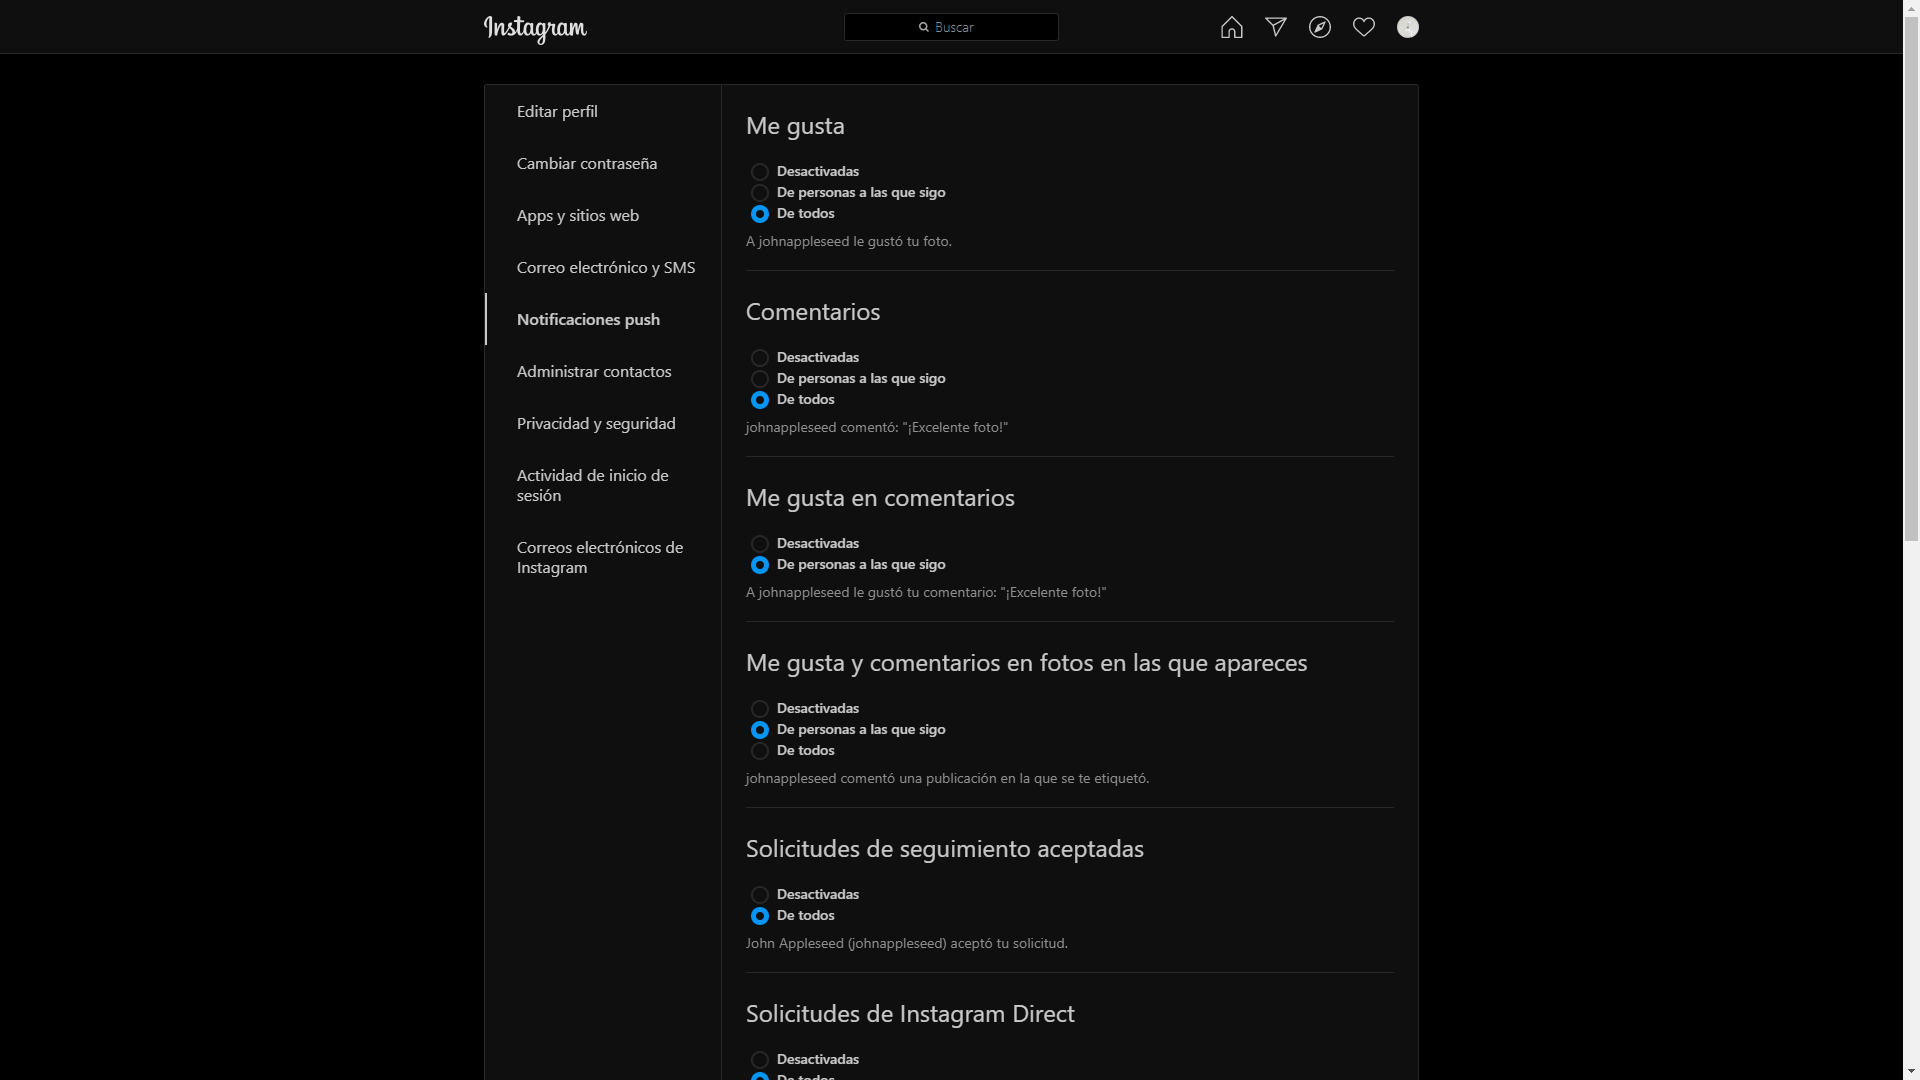 Instagram
Buscar
Editar perfil
Cambiar contraseña
Apps y sitios web
Correo electrónico y SMS
Notificaciones push
Administrar contactos
Privacidad y seguridad
Actividad de inicio de
sesión
Correos electrónicos de
Instagram
Me gusta
Desactivadas
De personas a las que sigo
De todos
A johnappleseed le gustó tu foto.
Comentarios
Desactivadas
De personas a las que sigo
De todos
johnappleseed comentó: "¡Excelente foto!"
Me gusta en comentarios
Desactivadas
De personas a las que sigo
A johnappleseed le gustó tu comentario: "¡Excelente foto!"
Me gusta y comentarios en fotos en las que apareces
Desactivadas
De personas a las que sigo
De todos
johnappleseed comentó una publicación en la que se te etiquetó.
Solicitudes de seguimiento aceptadas
Desactivadas
De todos
John Appleseed (johnappleseed) aceptó tu solicitud.
Solicitudes de Instagram Direct
Desactivadas
De todos